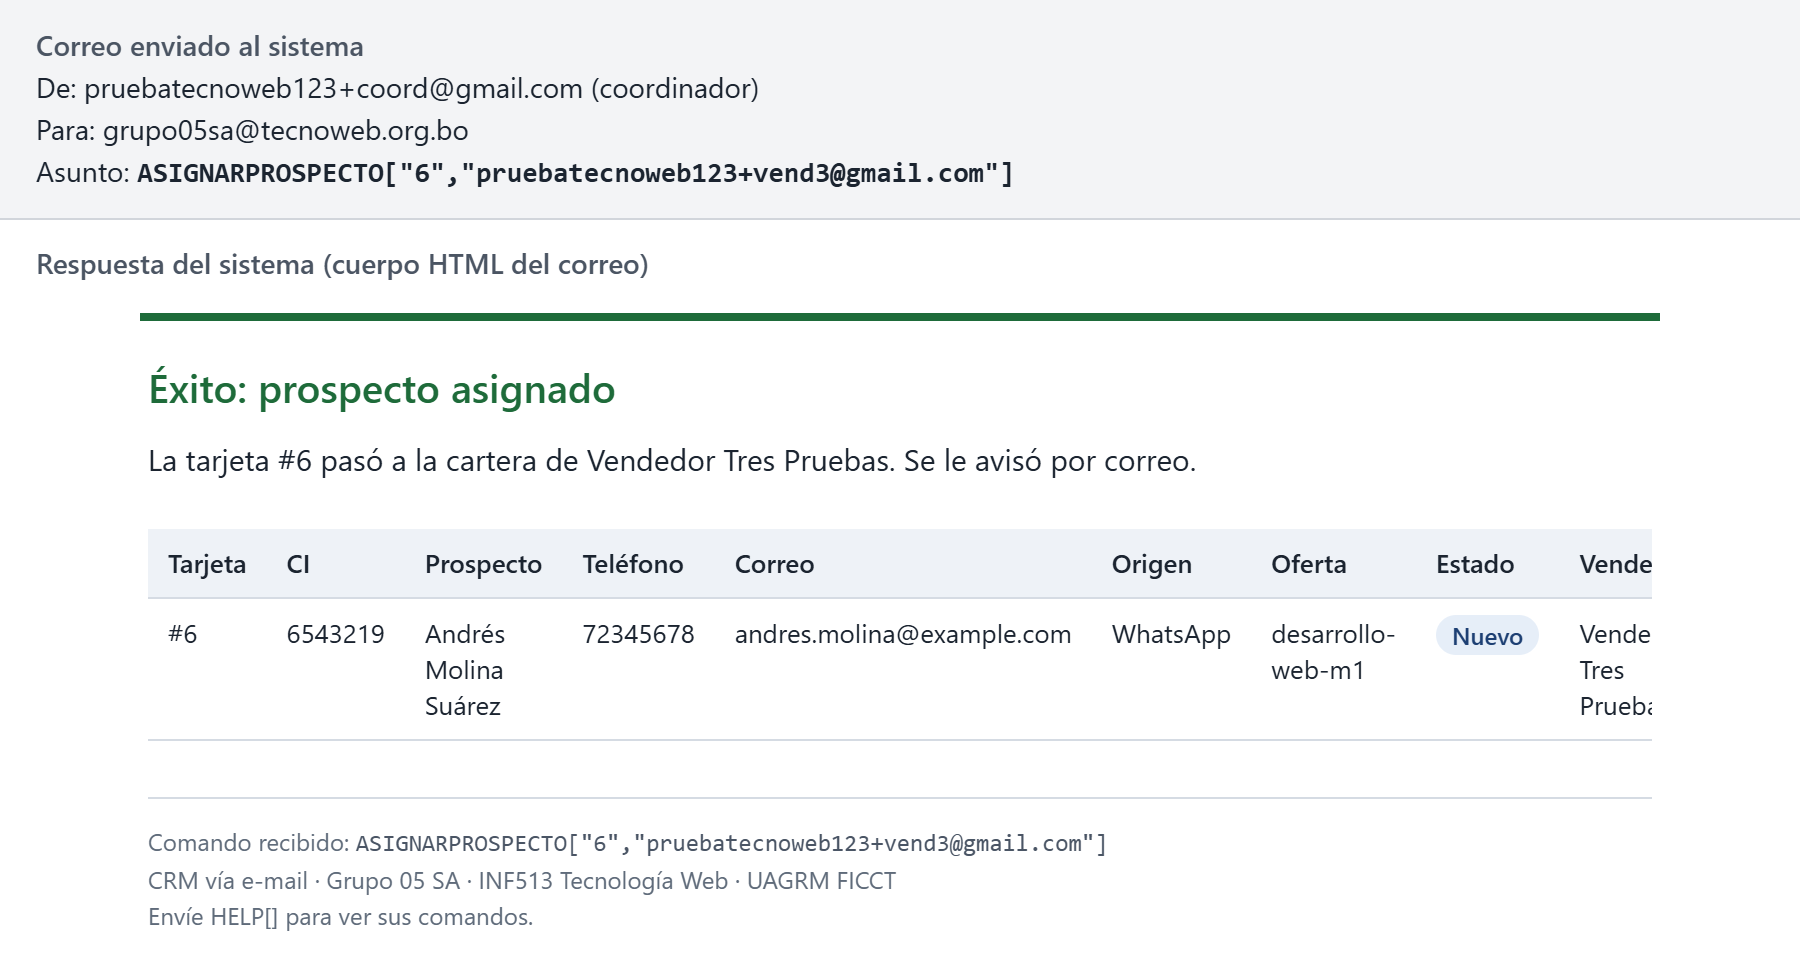 Correo enviado al sistema
De: pruebatecnoweb123+coord@gmail.com (coordinador)
Para: grupo05sa@tecnoweb.org.bo
Asunto: ASIGNARPROSPECTO["6","pruebatecnoweb123+vend3@gmail.com"]
Respuesta del sistema (cuerpo HTML del correo)
Éxito: prospecto asignado
La tarjeta #6 pasó a la cartera de Vendedor Tres Pruebas. Se le avisó por correo.
Tarjeta CI Prospecto Teléfono Correo Origen Oferta Estado Vende
#6 6543219 Andrés 72345678 andres.molina@example.com WhatsApp desarrollo- Nuevo Vende
Molina web-m1 Tres
Suárez Prueba
Comando recibido: ASIGNARPROSPECTO["6","pruebatecnoweb123+vend3@gmail.com"]
CRM vía e-mail · Grupo 05 SA · INF513 Tecnología Web · UAGRM FICCT
Envíe HELP[] para ver sus comandos.